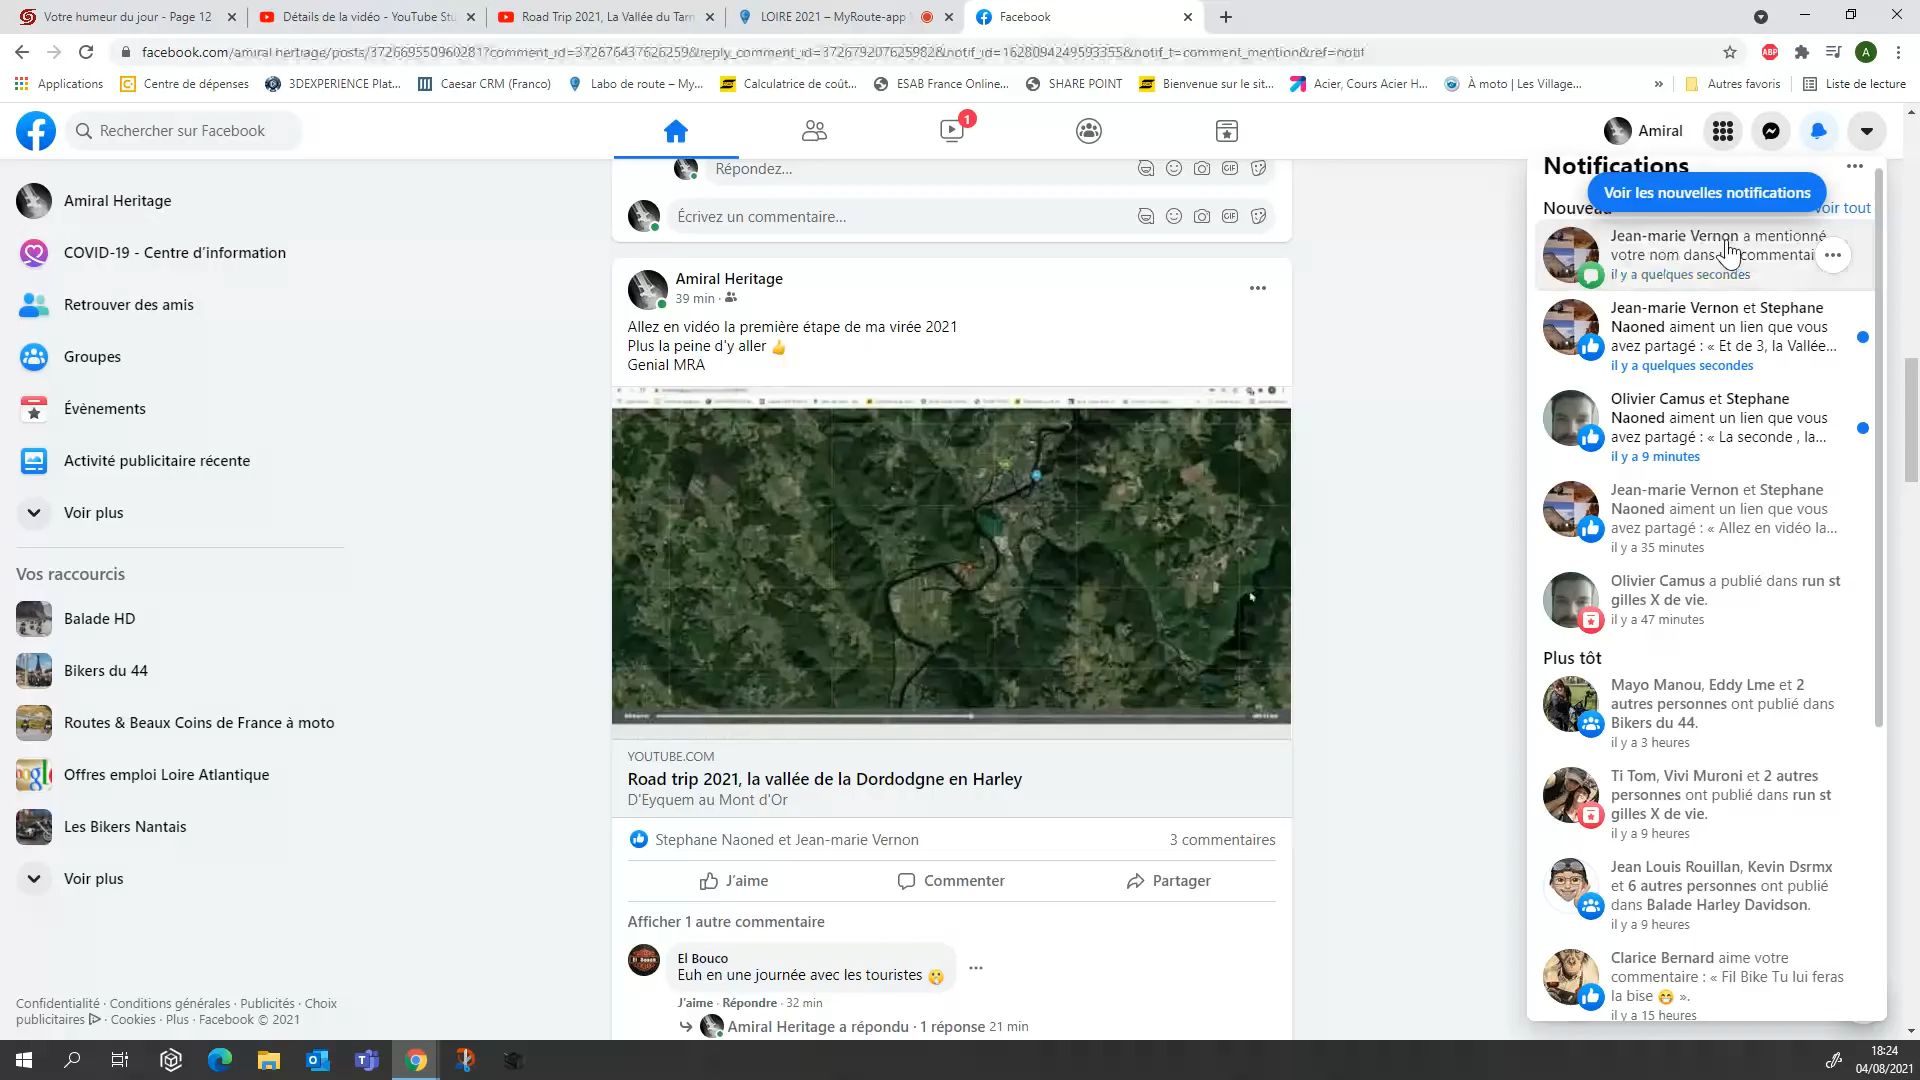 Votre humeur du jour - Page 12
Détails de la vidéo - YouTube Stu
Road Trip 2021, La Vallée du Tarn
LOIRE 2021 – MyRoute-app
Facebook
Applications
Centre de dépenses
3DEXPERIENCE Plat...
Caesar CRM (Franco)
Labo de route – My...
Calculatrice de coût...
ESAB France Online...
SHARE POINT
Bienvenue sur le sit...
Acier, Cours Acier H...
À moto | Les Village...
»
Autres favoris
Liste de lecture
ABP
A
Rechercher sur Facebook
1
Amiral
Amiral Heritage
COVID-19 - Centre d'information
Retrouver des amis
Groupes
Évènements
Activité publicitaire récente
Voir plus
Vos raccourcis
Balade HD
Bikers du 44
Routes & Beaux Coins de France à moto
Offres emploi Loire Atlantique
Les Bikers Nantais
Voir plus
Confidentialité · Conditions générales · Publicités · Choix
publicitaires · Cookies · Plus · Facebook © 2021
Répondez...
GIF
Écrivez un commentaire...
GIF
Amiral Heritage
39 min ·
Allez en vidéo la première étape de ma virée 2021
Plus la peine d'y aller 👍
Genial MRA
YOUTUBE.COM
Road trip 2021, la vallée de la Dordodgne en Harley
D'Eyquem au Mont d'Or
Stephane Naoned et Jean-marie Vernon
3 commentaires
J'aime
Commenter
Partager
Afficher 1 autre commentaire
El Bouco
Euh en une journée avec les touristes 🤫
J'aime · Répondre · 32 min
Amiral Heritage a répondu · 1 réponse 21 min
Notifications
Voir les nouvelles notifications
Nouveau
Voir tout
Jean-marie Vernon a mentionné
votre nom dans commentai
il y a quelques secondes
Jean-marie Vernon et Stephane
Naoned aiment un lien que vous
avez partagé : « Et de 3, la Vallée...
il y a quelques secondes
Olivier Camus et Stephane
Naoned aiment un lien que vous
avez partagé : « La seconde , la...
il y a 9 minutes
Jean-marie Vernon et Stephane
Naoned aiment un lien que vous
avez partagé : « Allez en vidéo la...
il y a 35 minutes
Olivier Camus a publié dans run st
gilles X de vie.
il y a 47 minutes
Plus tôt
Mayo Manou, Eddy Lme et 2
autres personnes ont publié dans
Bikers du 44.
il y a 3 heures
Ti Tom, Vivi Muroni et 2 autres
personnes ont publié dans run st
gilles X de vie.
il y a 9 heures
Jean Louis Rouillan, Kevin Dsrmx
et 6 autres personnes ont publié
dans Balade Harley Davidson.
il y a 9 heures
Clarice Bernard aime votre
commentaire : « Fil Bike Tu lui feras
la bise 😁 ».
il y a 15 heures
18:24
04/08/2021